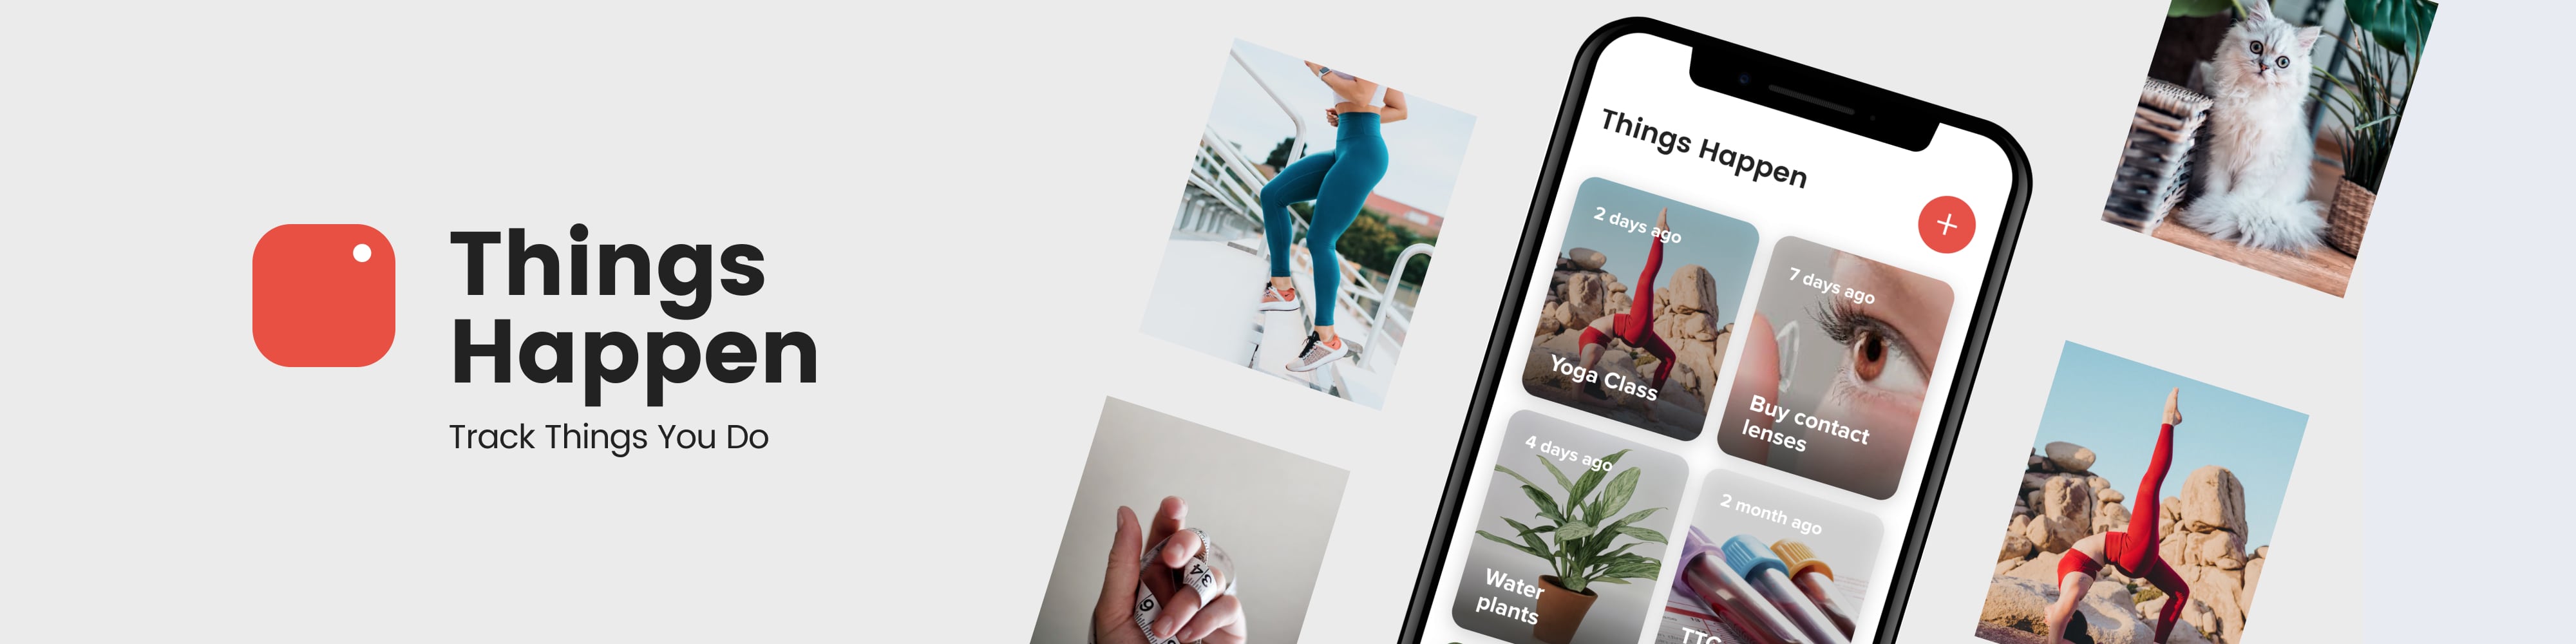 Things
Happen
Track Things You Do
Things Happen
2 days ago
Yoga Class
7 days ago
Buy contact
lenses
4 days ago
Water
plants
2 month ago